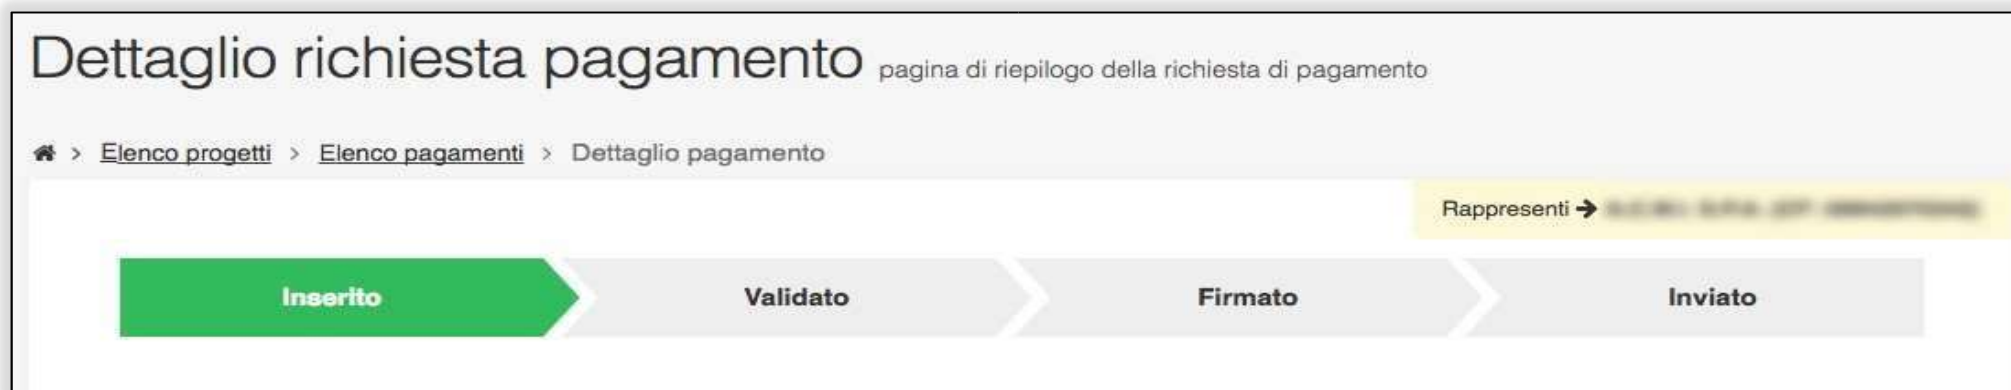 Dettaglio richiesta pagamento pagina di riepilogo della richiesta di pagamento
> Elenco progetti > Elenco pagamenti > Dettaglio pagamento
Rappresenti →
Inserito Validato Firmato Inviato